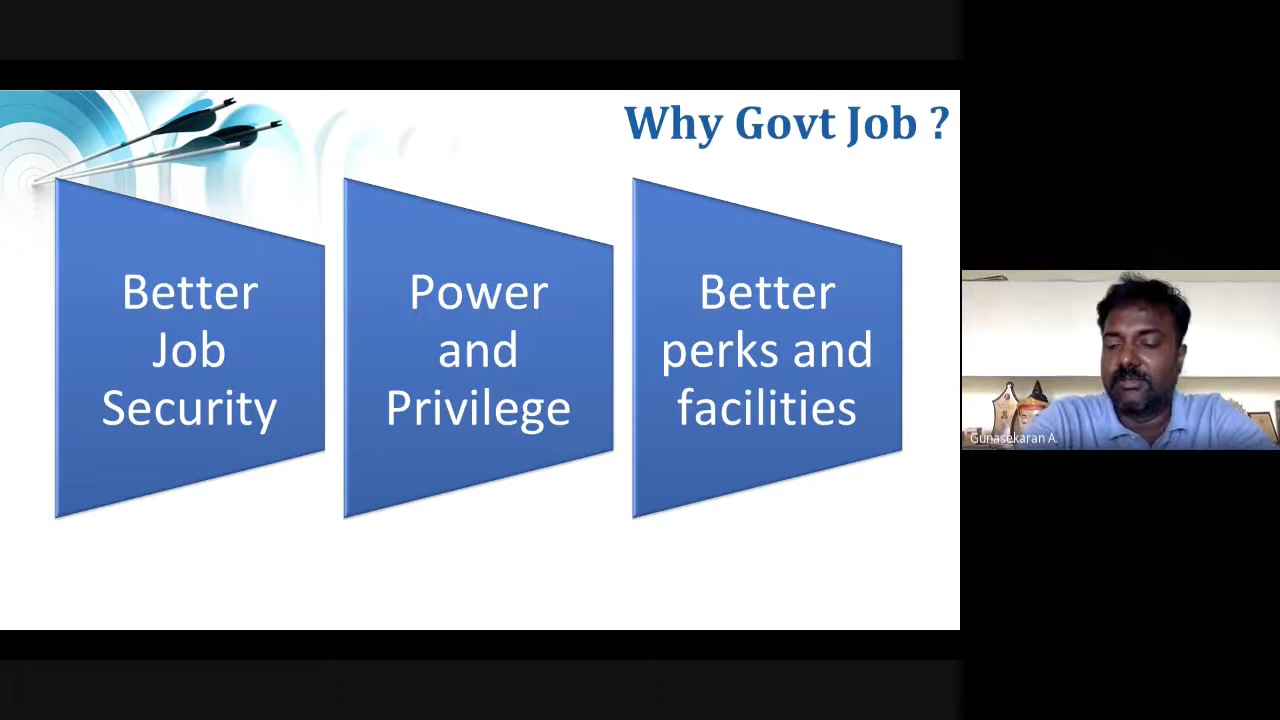 Why Govt Job ?
Better
Job
Security
Power
and
Privilege
Better
perks and
facilities
Gunasekaran A